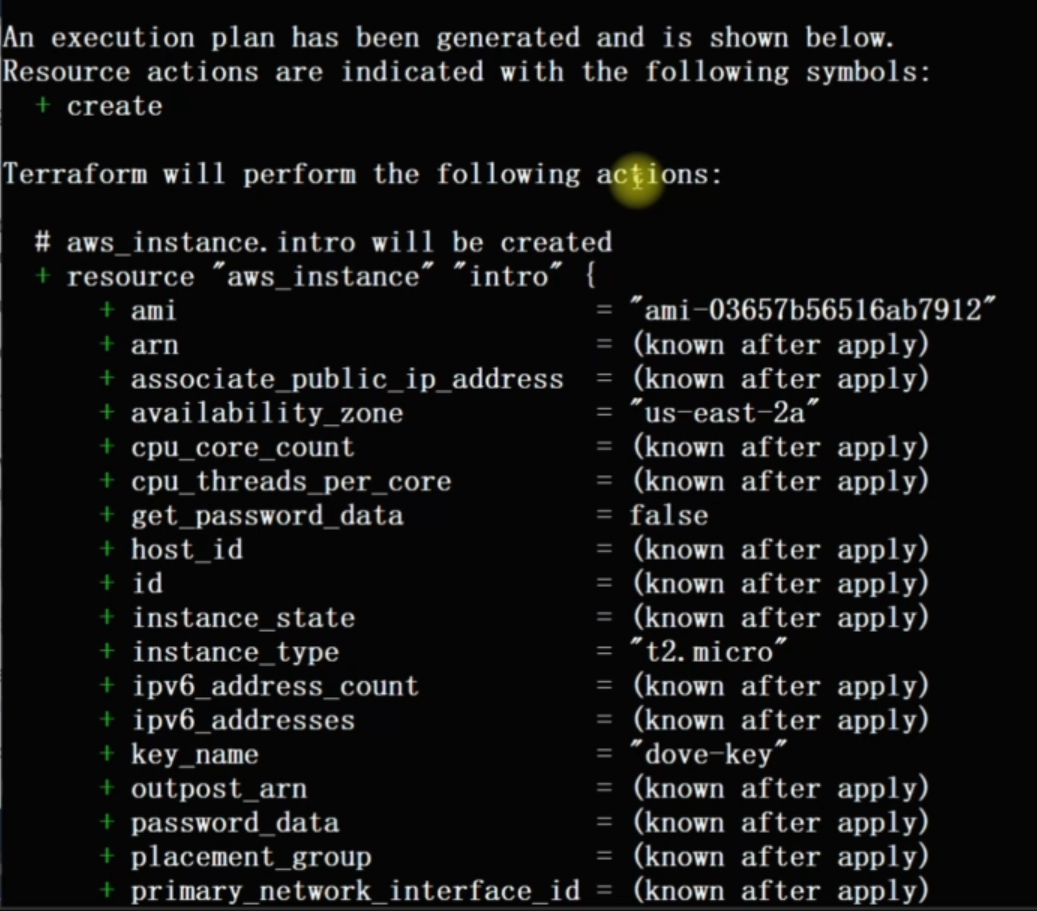 An execution plan has been generated and is shown below.
Resource actions are indicated with the following symbols:
+ create
Terraform will perform the following actions:
# aws_instance.intro will be created
+ resource "aws_instance" "intro" {
+ ami = "ami-03657b56516ab7912"
+ arn = (known after apply)
+ associate_public_ip_address = (known after apply)
+ availability_zone = "us-east-2a"
+ cpu_core_count = (known after apply)
+ cpu_threads_per_core = (known after apply)
+ get_password_data = false
+ host_id = (known after apply)
+ id = (known after apply)
+ instance_state = (known after apply)
+ instance_type = "t2.micro"
+ ipv6_address_count = (known after apply)
+ ipv6_addresses = (known after apply)
+ key_name = "dove-key"
+ outpost_arn = (known after apply)
+ password_data = (known after apply)
+ placement_group = (known after apply)
+ primary_network_interface_id = (known after apply)